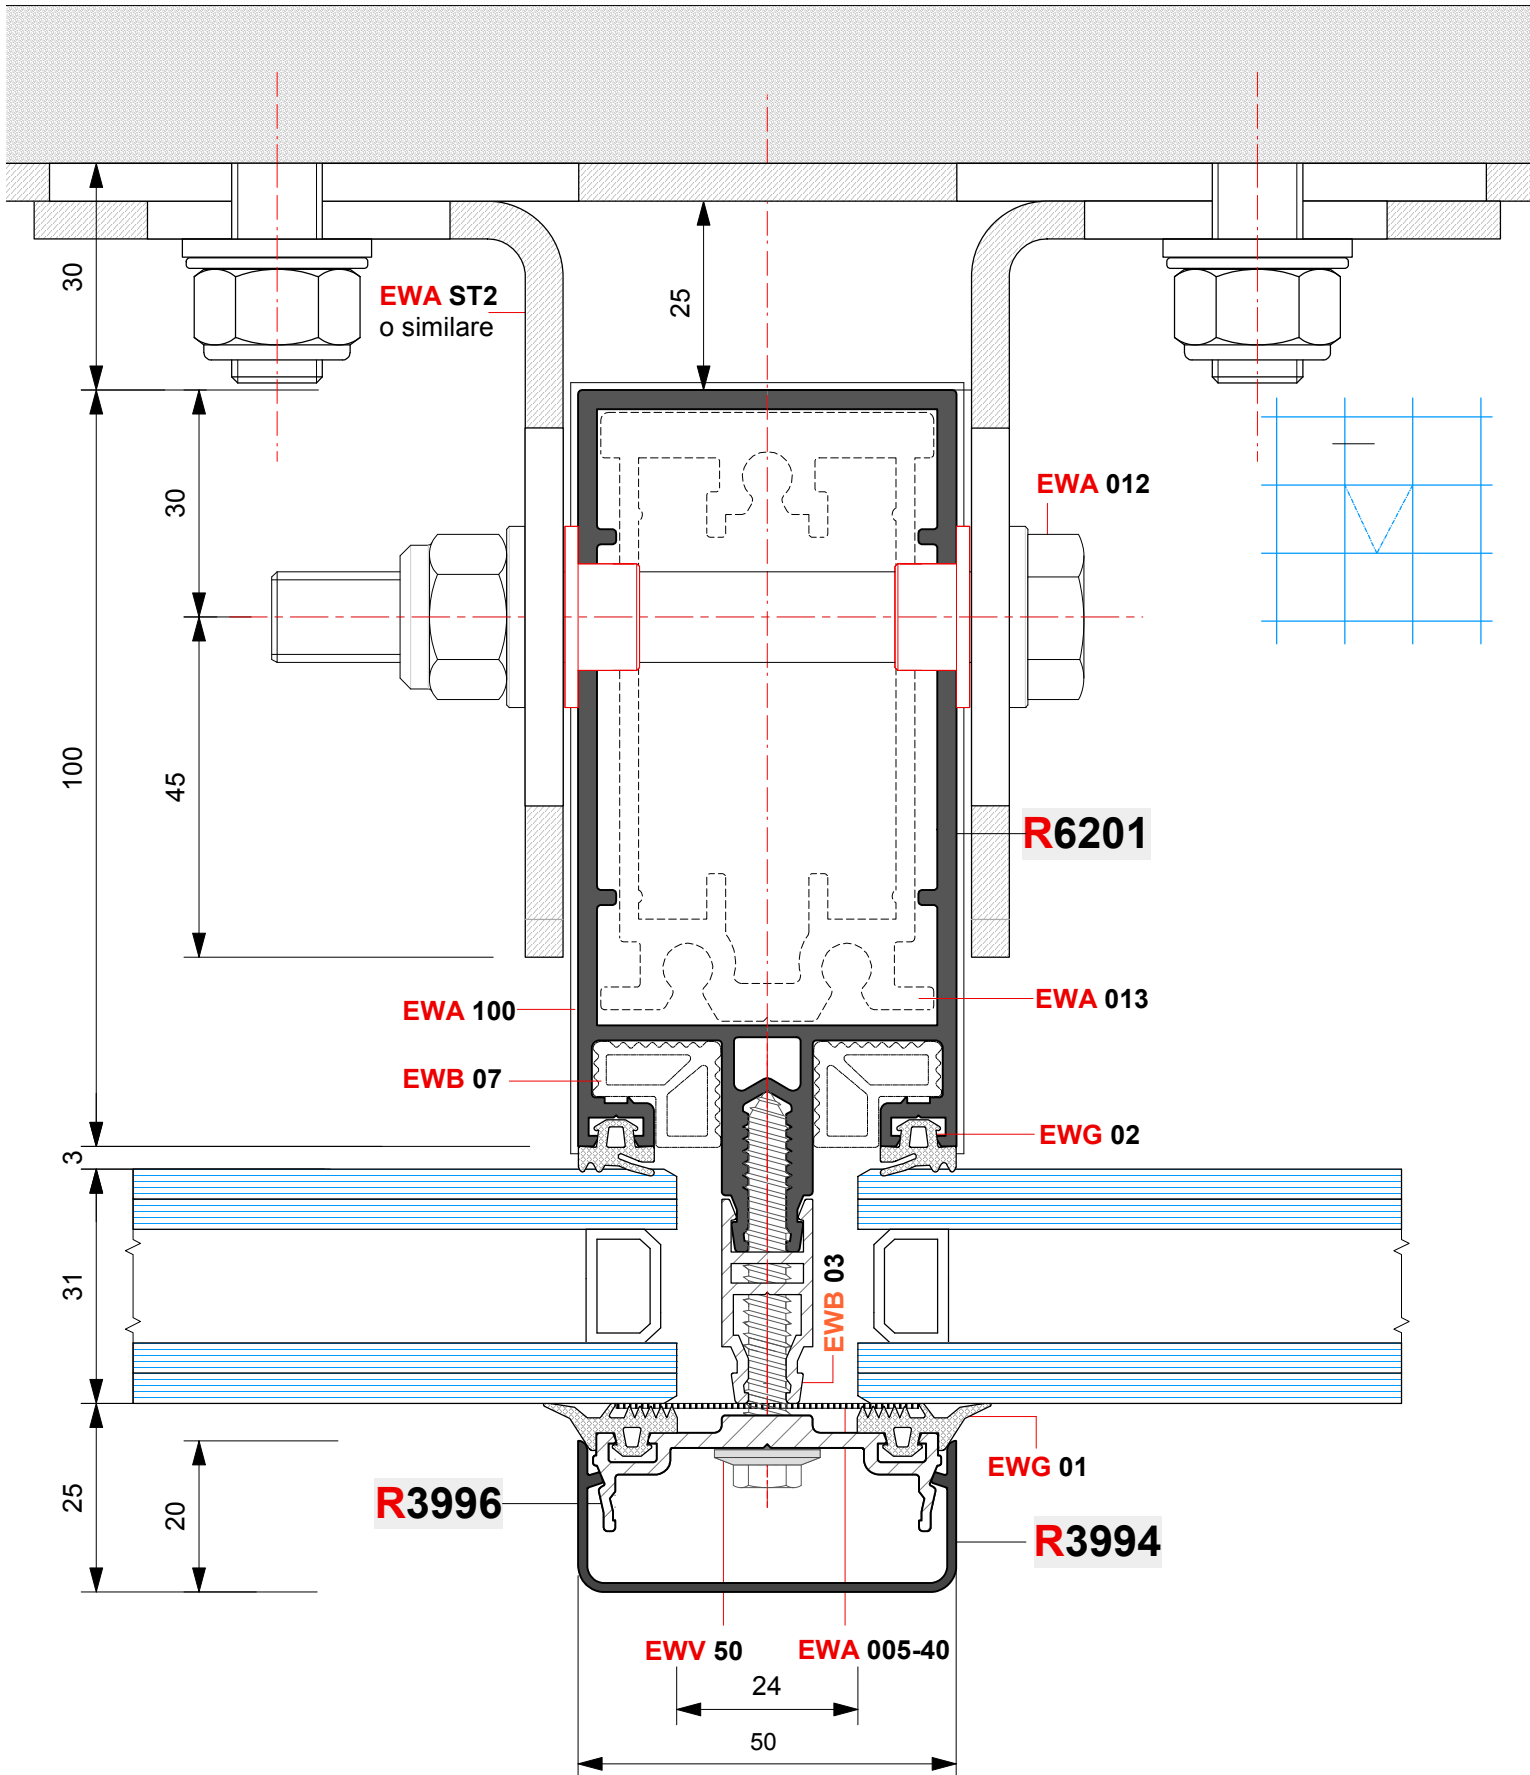 30
EWA ST2
o similare
25
30
EWA 012
100
45
R6201
EWA 100
EWA 013
EWB 07
EWG 02
3
31
EWB 03
EWG 01
25
20
R3996
R3994
EWV 50
EWA 005-40
24
50